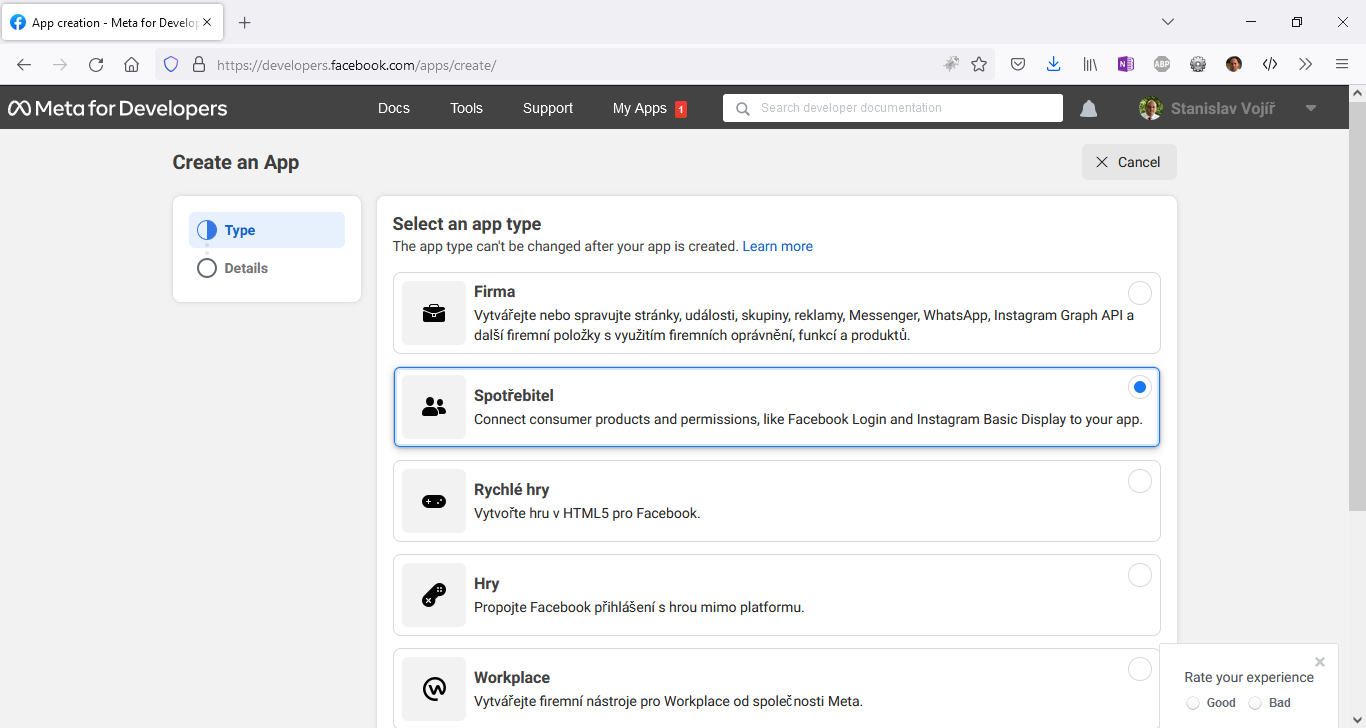 App creation - Meta for Develop
https://developers.facebook.com/apps/create/
N
ABP
Meta for Developers
Docs
Tools
Support
My Apps 1
Search developer documentation
Stanislav Vojíř
Create an App
Cancel
Type
Details
Select an app type
The app type can't be changed after your app is created. Learn more
Firma
Vytvářejte nebo spravujte stránky, události, skupiny, reklamy, Messenger, WhatsApp, Instagram Graph API a
další firemní položky s využitím firemních oprávnění, funkcí a produktů.
Spotřebitel
Connect consumer products and permissions, like Facebook Login and Instagram Basic Display to your app.
Rychlé hry
Vytvořte hru v HTML5 pro Facebook.
Hry
Propojte Facebook přihlášení s hrou mimo platformu.
Workplace
Vytvářejte firemní nástroje pro Workplace od společnosti Meta.
Rate your experience
Good
Bad